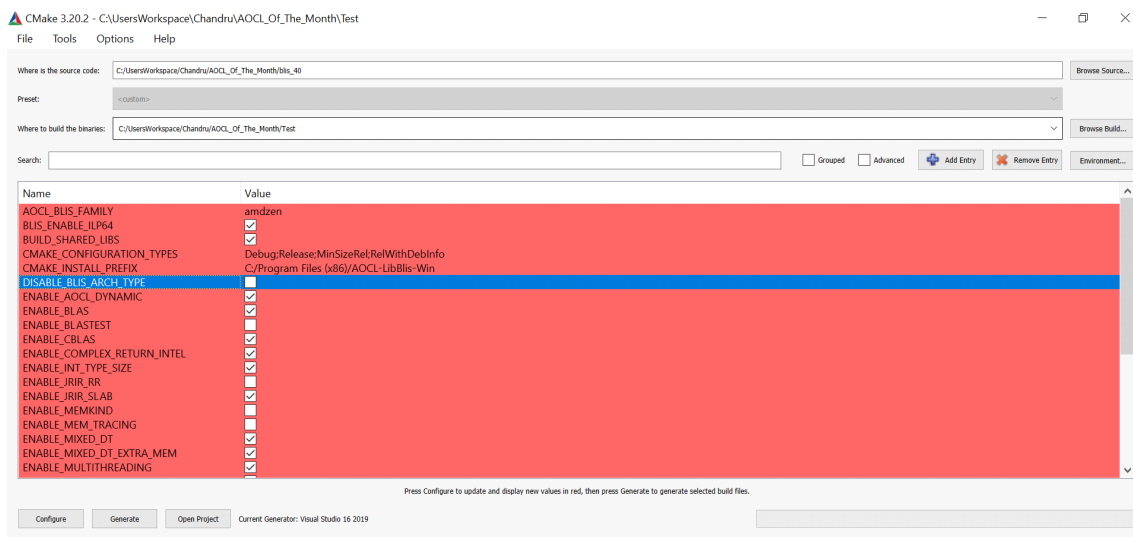 CMake 3.20.2 - C:\UsersWorkspace\Chandru\AOCL_Of_The_Month\Test
File Tools Options Help
Where is the source code: C:/UsersWorkspace/Chandru/AOCL_Of_The_Month/blis_40 Browse Source...
Preset: <custom>
Where to build the binaries: C:/UsersWorkspace/Chandru/AOCL_Of_The_Month/Test Browse Build...
Search: Grouped Advanced Add Entry Remove Entry Environment...
Name Value
AOCL_BLIS_FAMILY amdzen
BLIS_ENABLE_ILP64
BUILD_SHARED_LIBS
CMAKE_CONFIGURATION_TYPES Debug;Release;MinSizeRel;RelWithDebInfo
CMAKE_INSTALL_PREFIX C:/Program Files (x86)/AOCL-LibBlis-Win
DISABLE_BLIS_ARCH_TYPE
ENABLE_AOCL_DYNAMIC
ENABLE_BLAS
ENABLE_BLASTEST
ENABLE_CBLAS
ENABLE_COMPLEX_RETURN_INTEL
ENABLE_INT_TYPE_SIZE
ENABLE_JRIR_RR
ENABLE_JRIR_SLAB
ENABLE_MEMKIND
ENABLE_MEM_TRACING
ENABLE_MIXED_DT
ENABLE_MIXED_DT_EXTRA_MEM
ENABLE_MULTITHREADING
Press Configure to update and display new values in red, then press Generate to generate selected build files.
Configure Generate Open Project Current Generator: Visual Studio 16 2019